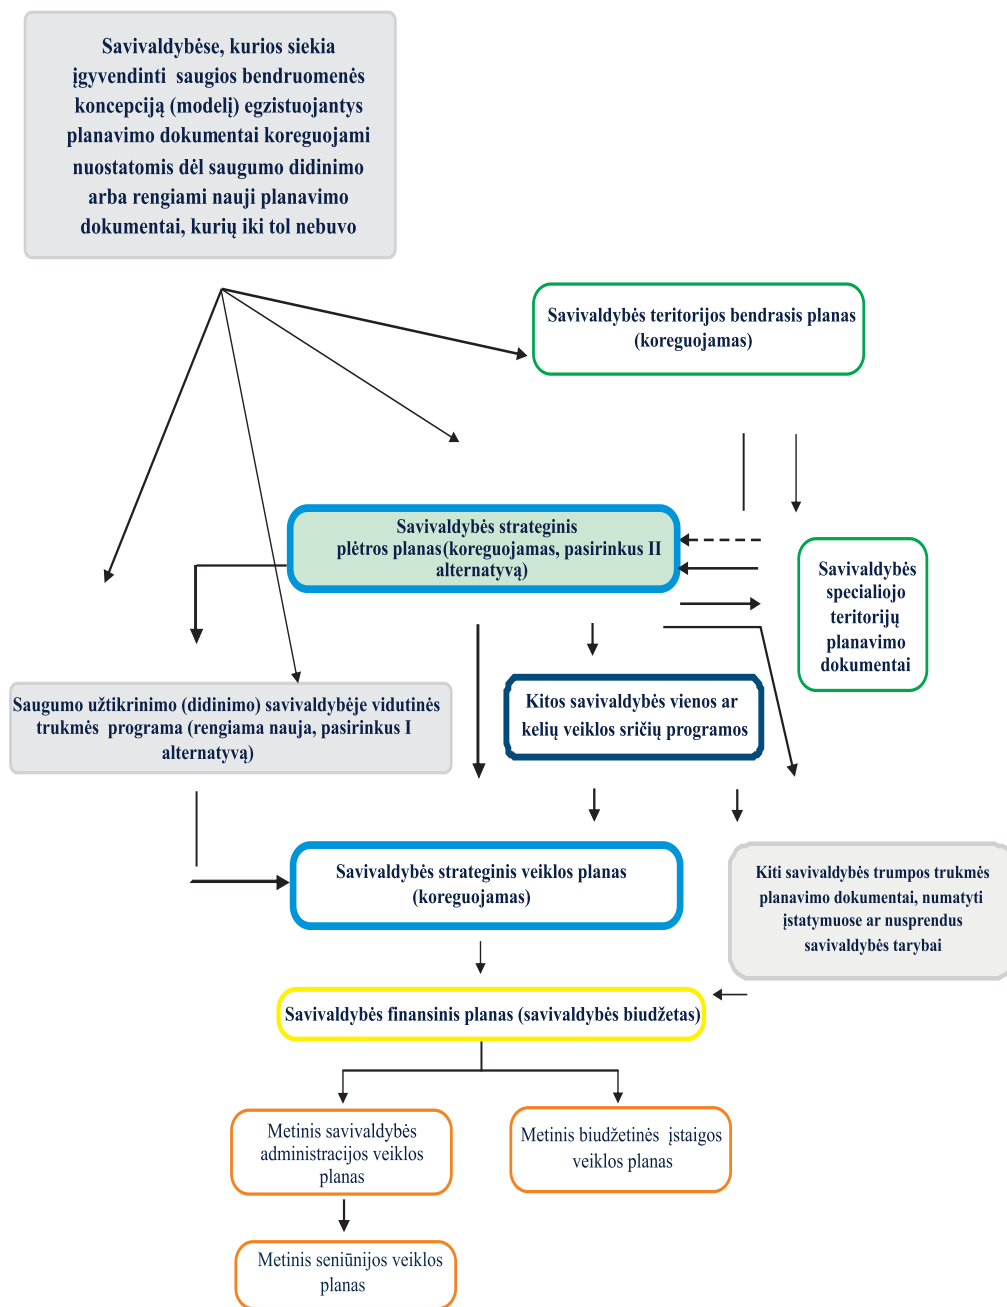 Savivaldybėse, kurios siekia
įgyvendinti saugios bendruomenės
koncepciją (modelį) egzistuojantys
planavimo dokumentai koreguojami
nuostatomis dėl saugumo didinimo
arba rengiami nauji planavimo
dokumentai, kurių iki tol nebuvo
Savivaldybės teritorijos bendrasis planas
(koreguojamas)
Savivaldybės strateginis
plėtros planas(koreguojamas, pasirinkus II
alternatyvą)
Savivaldybės
specialiojo
teritorijų
planavimo
dokumentai
Saugumo užtikrinimo (didinimo) savivaldybėje vidutinės
trukmės programa (rengiama nauja, pasirinkus I
alternatyvą)
Kitos savivaldybės vienos ar
kelių veiklos sričių programos
Savivaldybės strateginis veiklos planas
(koreguojamas)
Kiti savivaldybės trumpos trukmės
planavimo dokumentai, numatyti
įstatymuose ar nusprendus
savivaldybės tarybai
Savivaldybės finansinis planas (savivaldybės biudžetas)
Metinis savivaldybės
administracijos veiklos
planas
Metinis biudžetinės įstaigos
veiklos planas
Metinis seniūnijos veiklos
planas